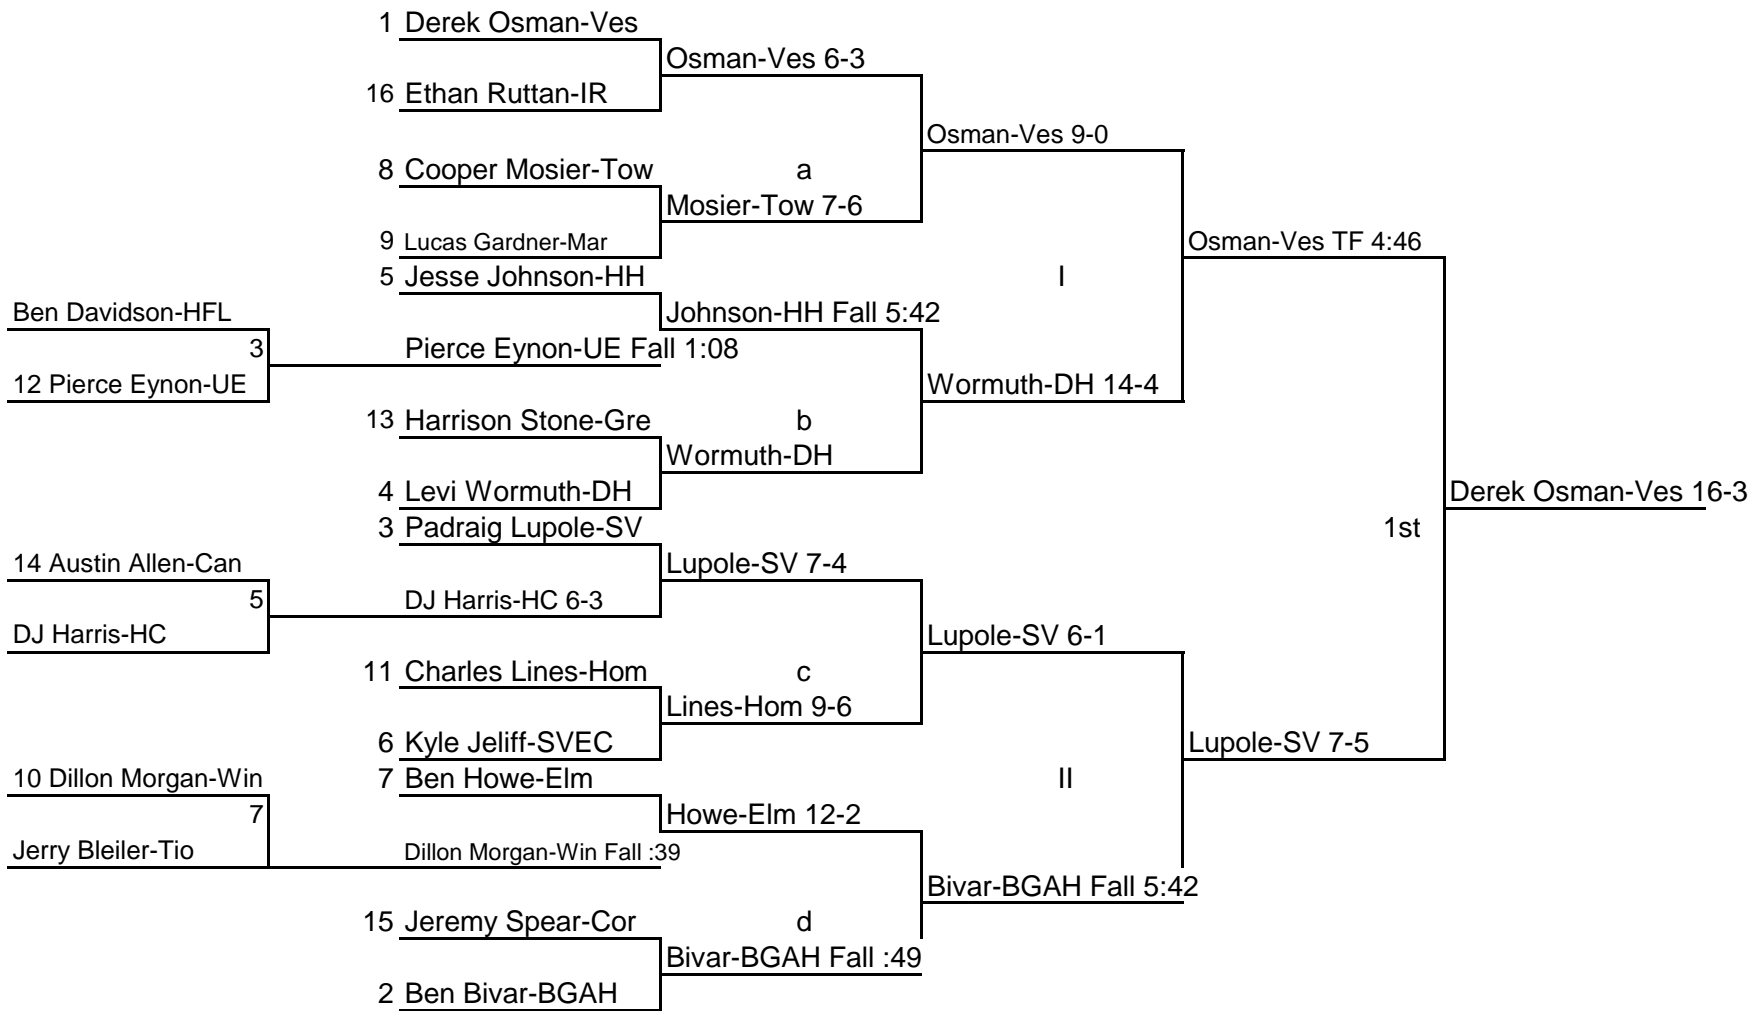 1 Derek Osman-Ves
Osman-Ves 6-3
16 Ethan Ruttan-IR
Osman-Ves 9-0
8 Cooper Mosier-Tow
a
Mosier-Tow 7-6
9 Lucas Gardner-Mar
Osman-Ves TF 4:46
5 Jesse Johnson-HH
I
Ben Davidson-HFL
Johnson-HH Fall 5:42
3
Pierce Eynon-UE Fall 1:08
12 Pierce Eynon-UE
Wormuth-DH 14-4
13 Harrison Stone-Gre
b
Wormuth-DH
4 Levi Wormuth-DH
Derek Osman-Ves 16-3
3 Padraig Lupole-SV
1st
14 Austin Allen-Can
Lupole-SV 7-4
5
DJ Harris-HC 6-3
DJ Harris-HC
Lupole-SV 6-1
11 Charles Lines-Hom
c
Lines-Hom 9-6
6 Kyle Jeliff-SVEC
Lupole-SV 7-5
10 Dillon Morgan-Win
7 Ben Howe-Elm
II
7
Howe-Elm 12-2
Jerry Bleiler-Tio
Dillon Morgan-Win Fall :39
Bivar-BGAH Fall 5:42
15 Jeremy Spear-Cor
d
Bivar-BGAH Fall :49
2 Ben Bivar-BGAH